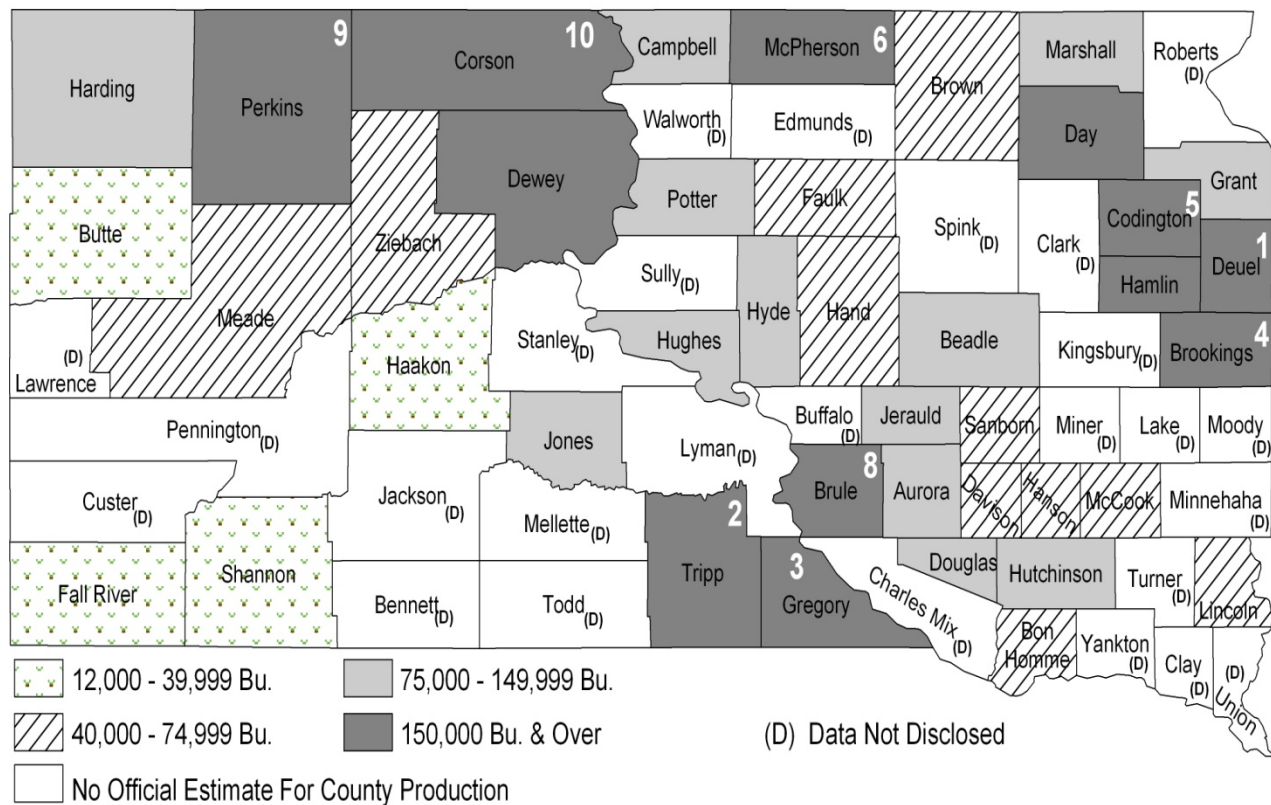 Harding
Perkins
9
Corson
10
Campbell
McPherson
6
Brown
Marshall
Roberts
(D)
Walworth
(D)
Edmunds
(D)
Day
Butte
Dewey
Potter
Faulk
Grant
Ziebach
Spink
(D)
Clark
(D)
Codington
5
Deuel
1
Hamlin
Meade
Sully
(D)
Hyde
Hand
Beadle
Kingsbury
(D)
Brookings
4
(D)
Lawrence
Haakon
Stanley
(D)
Hughes
Pennington
(D)
Jones
Lyman
(D)
Buffalo
(D)
Jerauld
Sanborn
Miner
(D)
Lake
(D)
Moody
(D)
Custer
(D)
Jackson
(D)
Mellette
(D)
Brule
8
Aurora
Davison
Hanson
McCook
Minnehaha
(D)
Fall River
Shannon
Bennett
(D)
Todd
(D)
Tripp
2
Gregory
3
Charles Mix
(D)
Douglas
Hutchinson
Turner
(D)
Lincoln
Bon
Homme
Yankton
(D)
Clay
(D)
(D)
Union
12,000 - 39,999 Bu.
75,000 - 149,999 Bu.
40,000 - 74,999 Bu.
150,000 Bu. & Over
(D) Data Not Disclosed
No Official Estimate For County Production